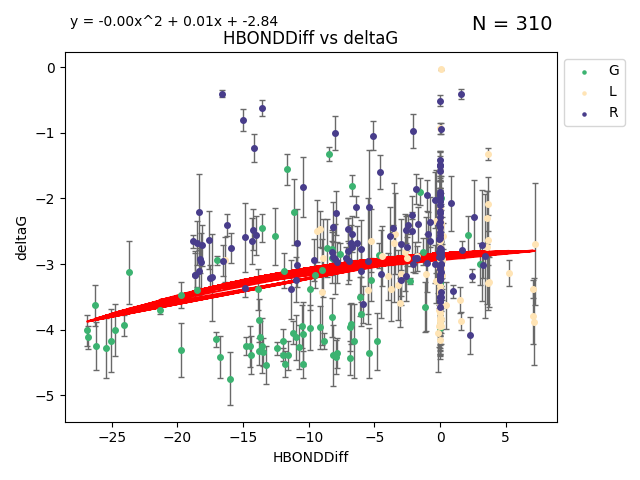 y = -0.00x^2 + 0.01x + -2.84
N = 310
HBONDDiff vs deltaG
G
L
R
deltaG
0
−1
−2
−3
−4
−5
−25
−20
−15
−10
−5
0
5
HBONDDiff